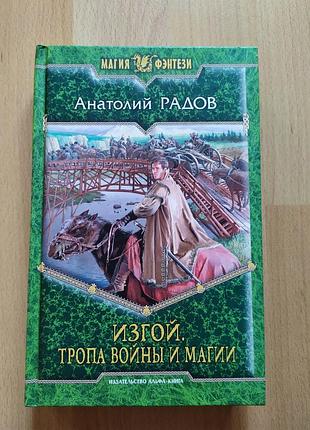 МАГИЯ ФЭНТЕЗИ
Анатолий РАДОВ
ИЗГОЙ.
ТРОПА ВОЙНЫ И МАГИИ
ИЗДАТЕЛЬСТВО АЛЬФА-КНИГА